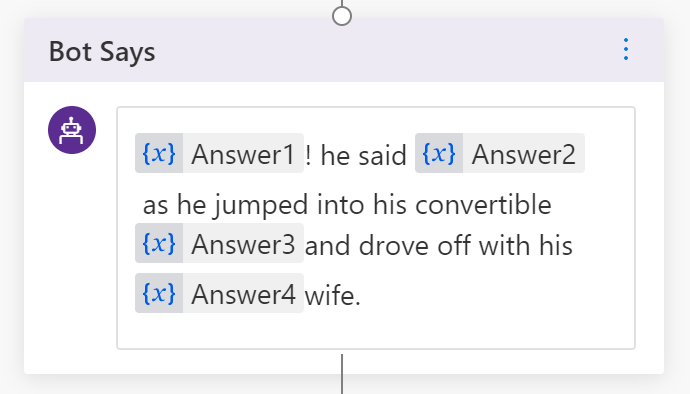 Bot Says
{x} Answer1 ! he said {x} Answer2
as he jumped into his convertible
{x} Answer3 and drove off with his
{x} Answer4 wife.